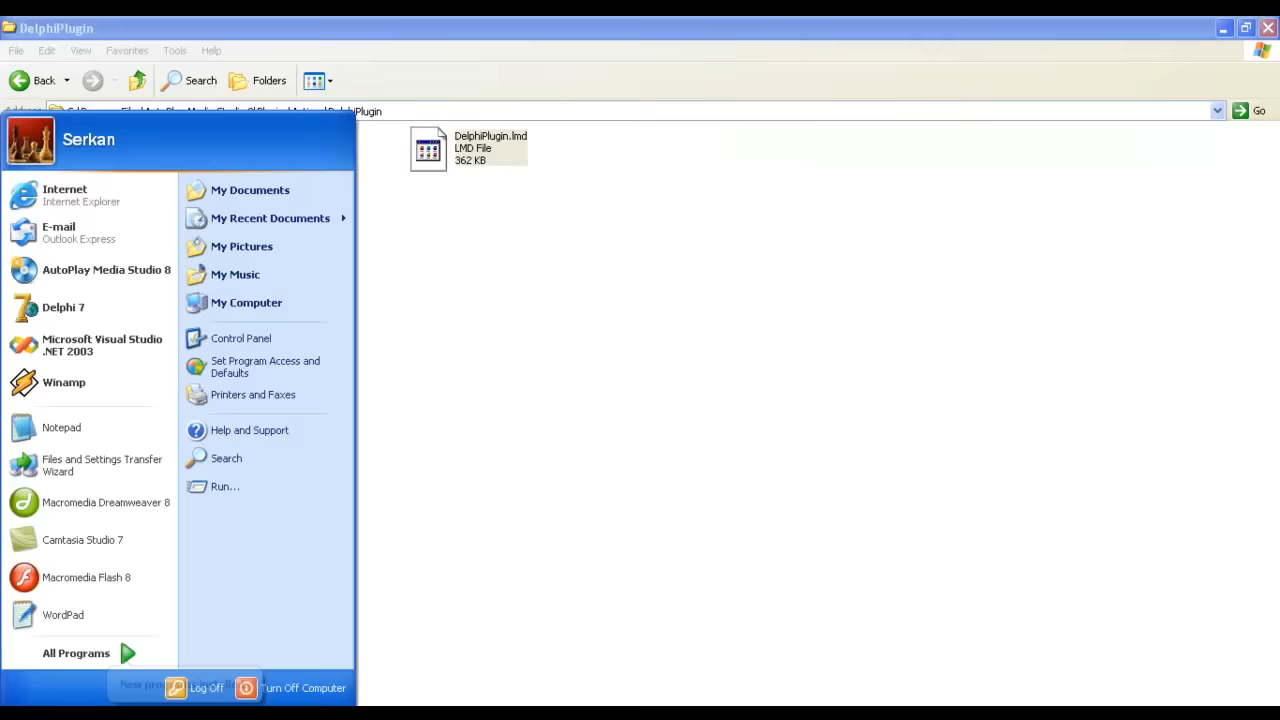 DelphiPlugin
File Edit View Favorites Tools Help
Back Search Folders
DelphiPlugin Go
Serkan
DelphiPlugin.lmd
LMD File
362 KB
Internet
Internet Explorer
E-mail
Outlook Express
AutoPlay Media Studio 8
Delphi 7
Microsoft Visual Studio
.NET 2003
Winamp
Notepad
Files and Settings Transfer
Wizard
Macromedia Dreamweaver 8
Camtasia Studio 7
Macromedia Flash 8
WordPad
All Programs
My Documents
My Recent Documents
My Pictures
My Music
My Computer
Control Panel
Set Program Access and
Defaults
Printers and Faxes
Help and Support
Search
Run...
New
Log Off Turn Off Computer